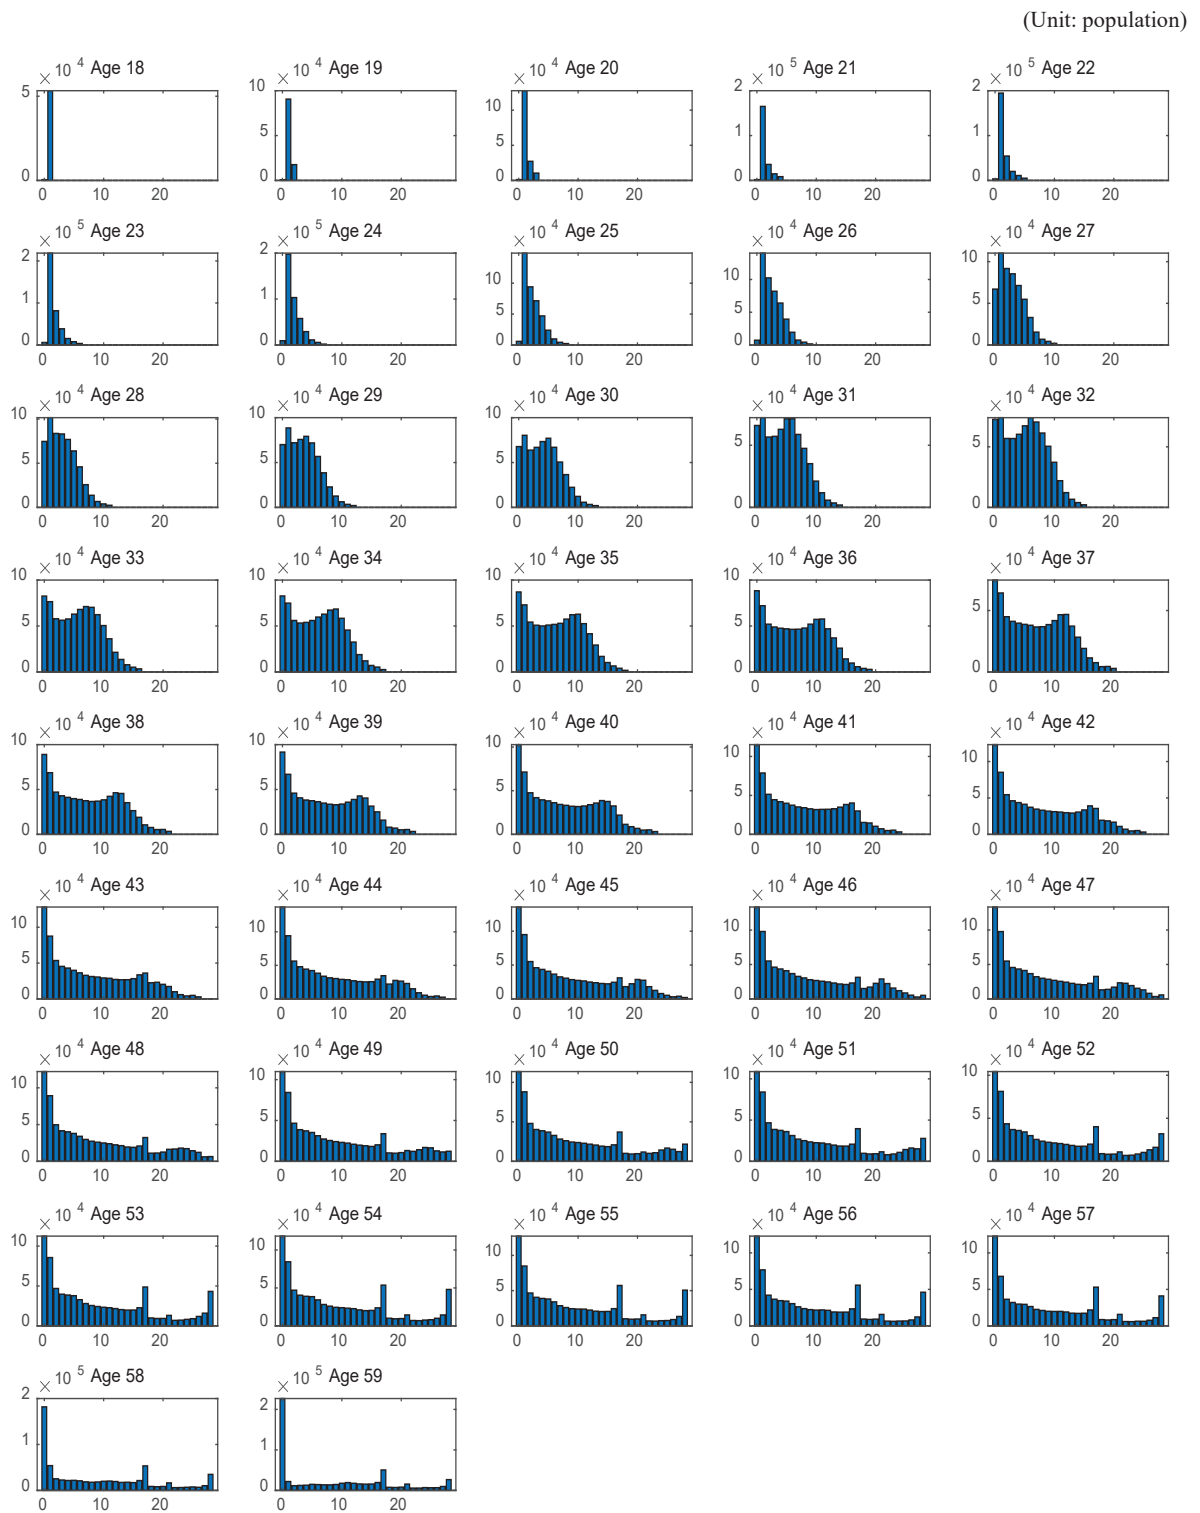 (Unit: population)
× 10 4 Age 18
× 10 4 Age 19
× 10 4 Age 20
× 10 5 Age 21
× 10 5 Age 22
5
0
0 10 20
10
5
0
0 10 20
10
5
0
0 10 20
2
1
0
0 10 20
2
1
0
0 10 20
× 10 5 Age 23
× 10 5 Age 24
× 10 4 Age 25
× 10 4 Age 26
× 10 4 Age 27
2
1
0
0 10 20
2
1
0
0 10 20
10
5
0
0 10 20
10
5
0
0 10 20
10
5
0
0 10 20
× 10 4 Age 28
× 10 4 Age 29
× 10 4 Age 30
× 10 4 Age 31
× 10 4 Age 32
10
5
0
0 10 20
10
5
0
0 10 20
10
5
0
0 10 20
5
0
0 10 20
5
0
0 10 20
× 10 4 Age 33
× 10 4 Age 34
× 10 4 Age 35
× 10 4 Age 36
× 10 4 Age 37
10
5
0
0 10 20
10
5
0
0 10 20
10
5
0
0 10 20
10
5
0
0 10 20
5
0
0 10 20
× 10 4 Age 38
× 10 4 Age 39
× 10 4 Age 40
× 10 4 Age 41
× 10 4 Age 42
10
5
0
0 10 20
10
5
0
0 10 20
10
5
0
0 10 20
10
5
0
0 10 20
10
5
0
0 10 20
× 10 4 Age 43
× 10 4 Age 44
× 10 4 Age 45
× 10 4 Age 46
× 10 4 Age 47
10
5
0
0 10 20
10
5
0
0 10 20
10
5
0
0 10 20
10
5
0
0 10 20
10
5
0
0 10 20
× 10 4 Age 48
× 10 4 Age 49
× 10 4 Age 50
× 10 4 Age 51
× 10 4 Age 52
10
5
0
0 10 20
10
5
0
0 10 20
10
5
0
0 10 20
10
5
0
0 10 20
10
5
0
0 10 20
× 10 4 Age 53
× 10 4 Age 54
× 10 4 Age 55
× 10 4 Age 56
× 10 4 Age 57
10
5
0
0 10 20
10
5
0
0 10 20
10
5
0
0 10 20
10
5
0
0 10 20
10
5
0
0 10 20
× 10 5 Age 58
× 10 5 Age 59
2
1
0
0 10 20
2
1
0
0 10 20